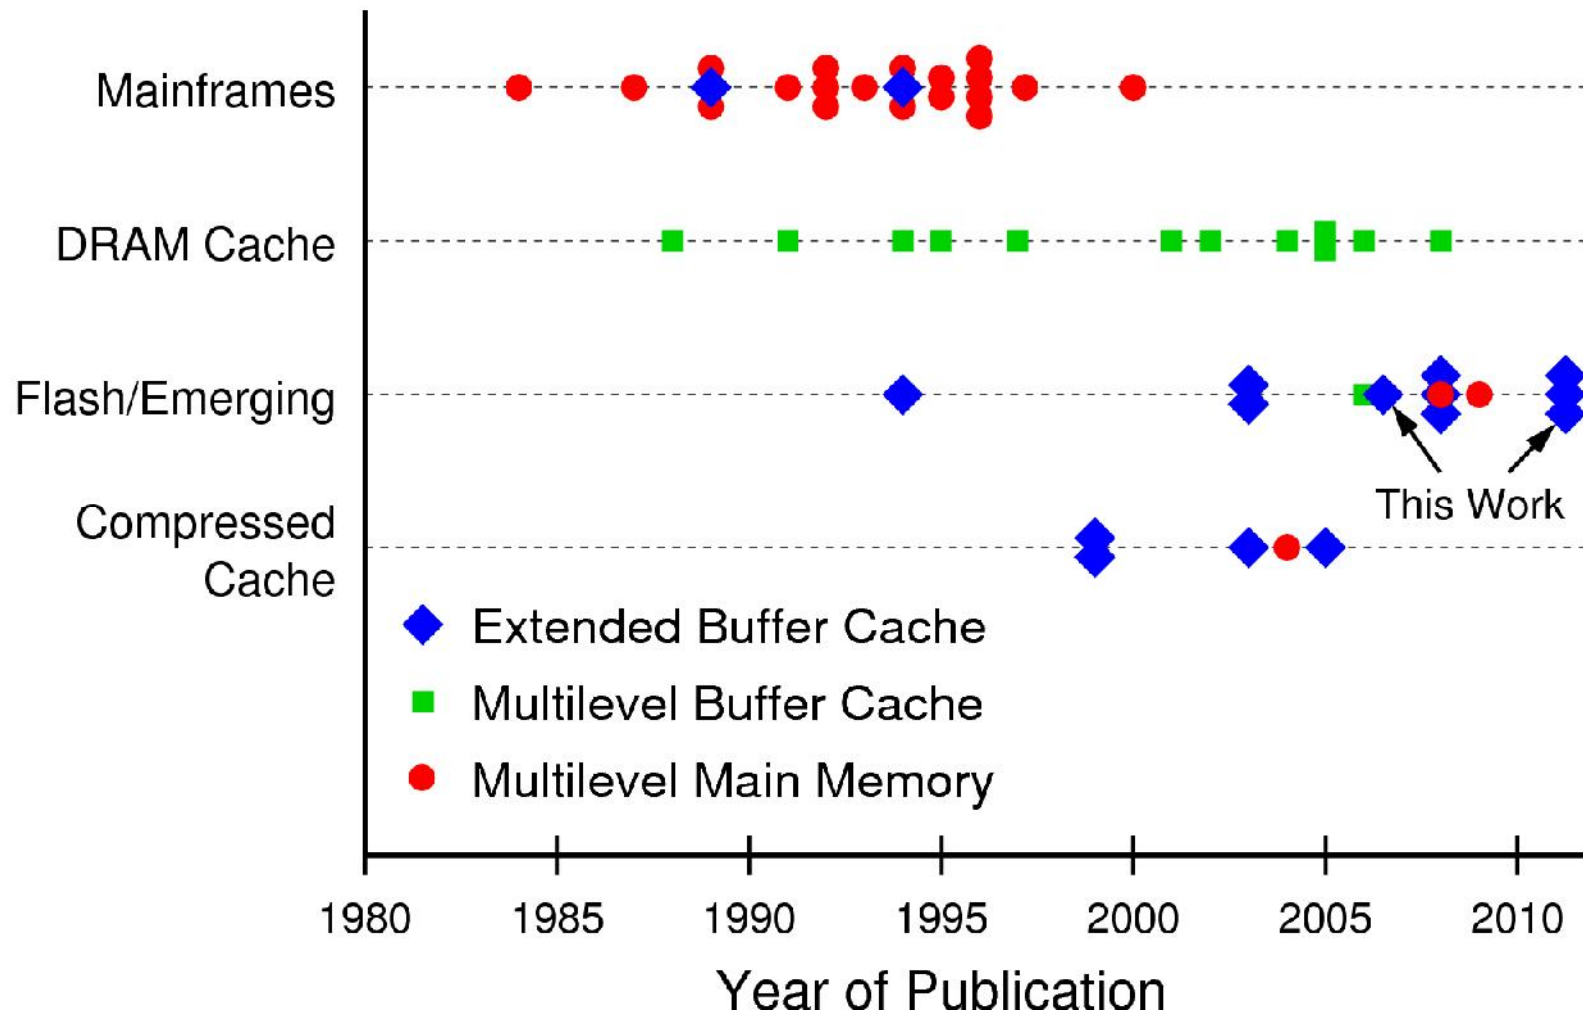 Mainframes
DRAM Cache
Flash/Emerging
This Work
Compressed
Cache
Extended Buffer Cache
Multilevel Buffer Cache
Multilevel Main Memory
1980 1985 1990 1995 2000 2005 2010
Year of Publication